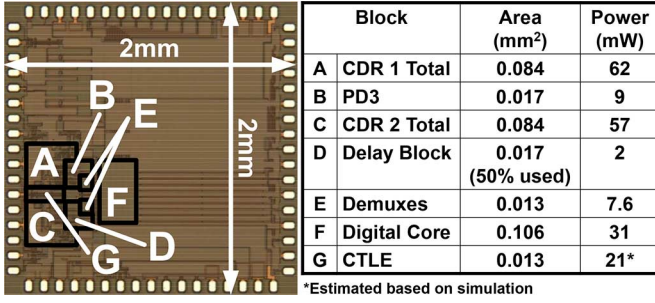 2mm
2mm
B
E
A
F
C
D
G
Block Area (mm²) Power (mW)
A CDR 1 Total 0.084 62
B PD3 0.017 9
C CDR 2 Total 0.084 57
D Delay Block 0.017 (50% used) 2
E Demuxes 0.013 7.6
F Digital Core 0.106 31
G CTLE 0.013 21*
*Estimated based on simulation